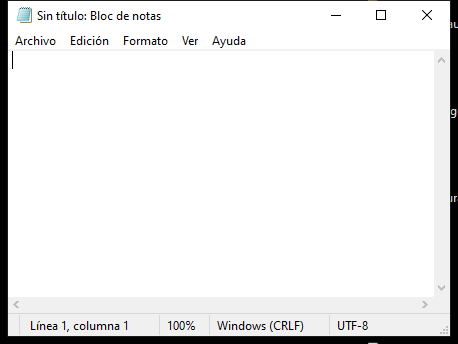 Sin título: Bloc de notas
Archivo Edición Formato Ver Ayuda
Línea 1, columna 1 100% Windows (CRLF) UTF-8